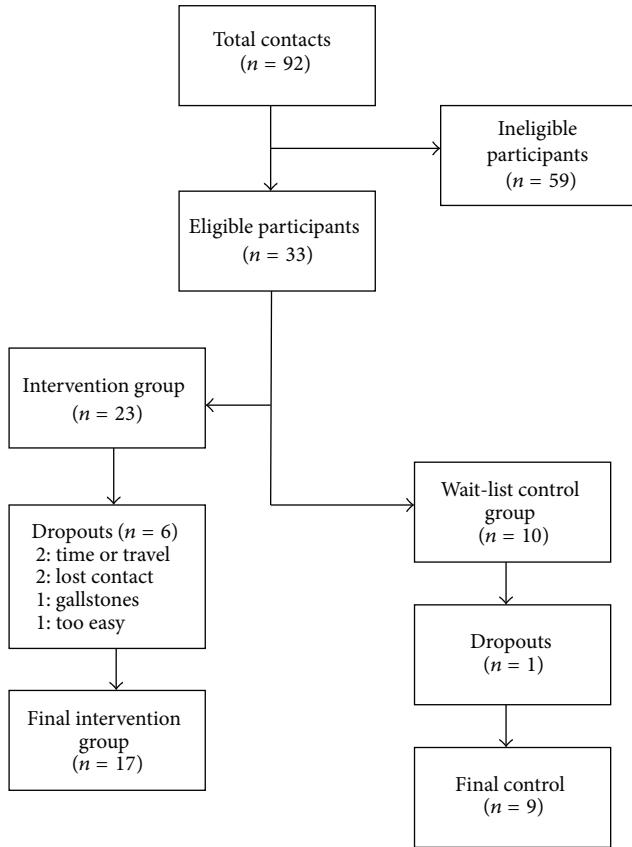 Total contacts
(n = 92)
Ineligible
participants
(n = 59)
Eligible participants
(n = 33)
Intervention group
(n = 23)
Wait-list control
group
(n = 10)
Dropouts (n = 6)
2: time or travel
2: lost contact
1: gallstones
1: too easy
Dropouts
(n = 1)
Final intervention
group
(n = 17)
Final control
(n = 9)